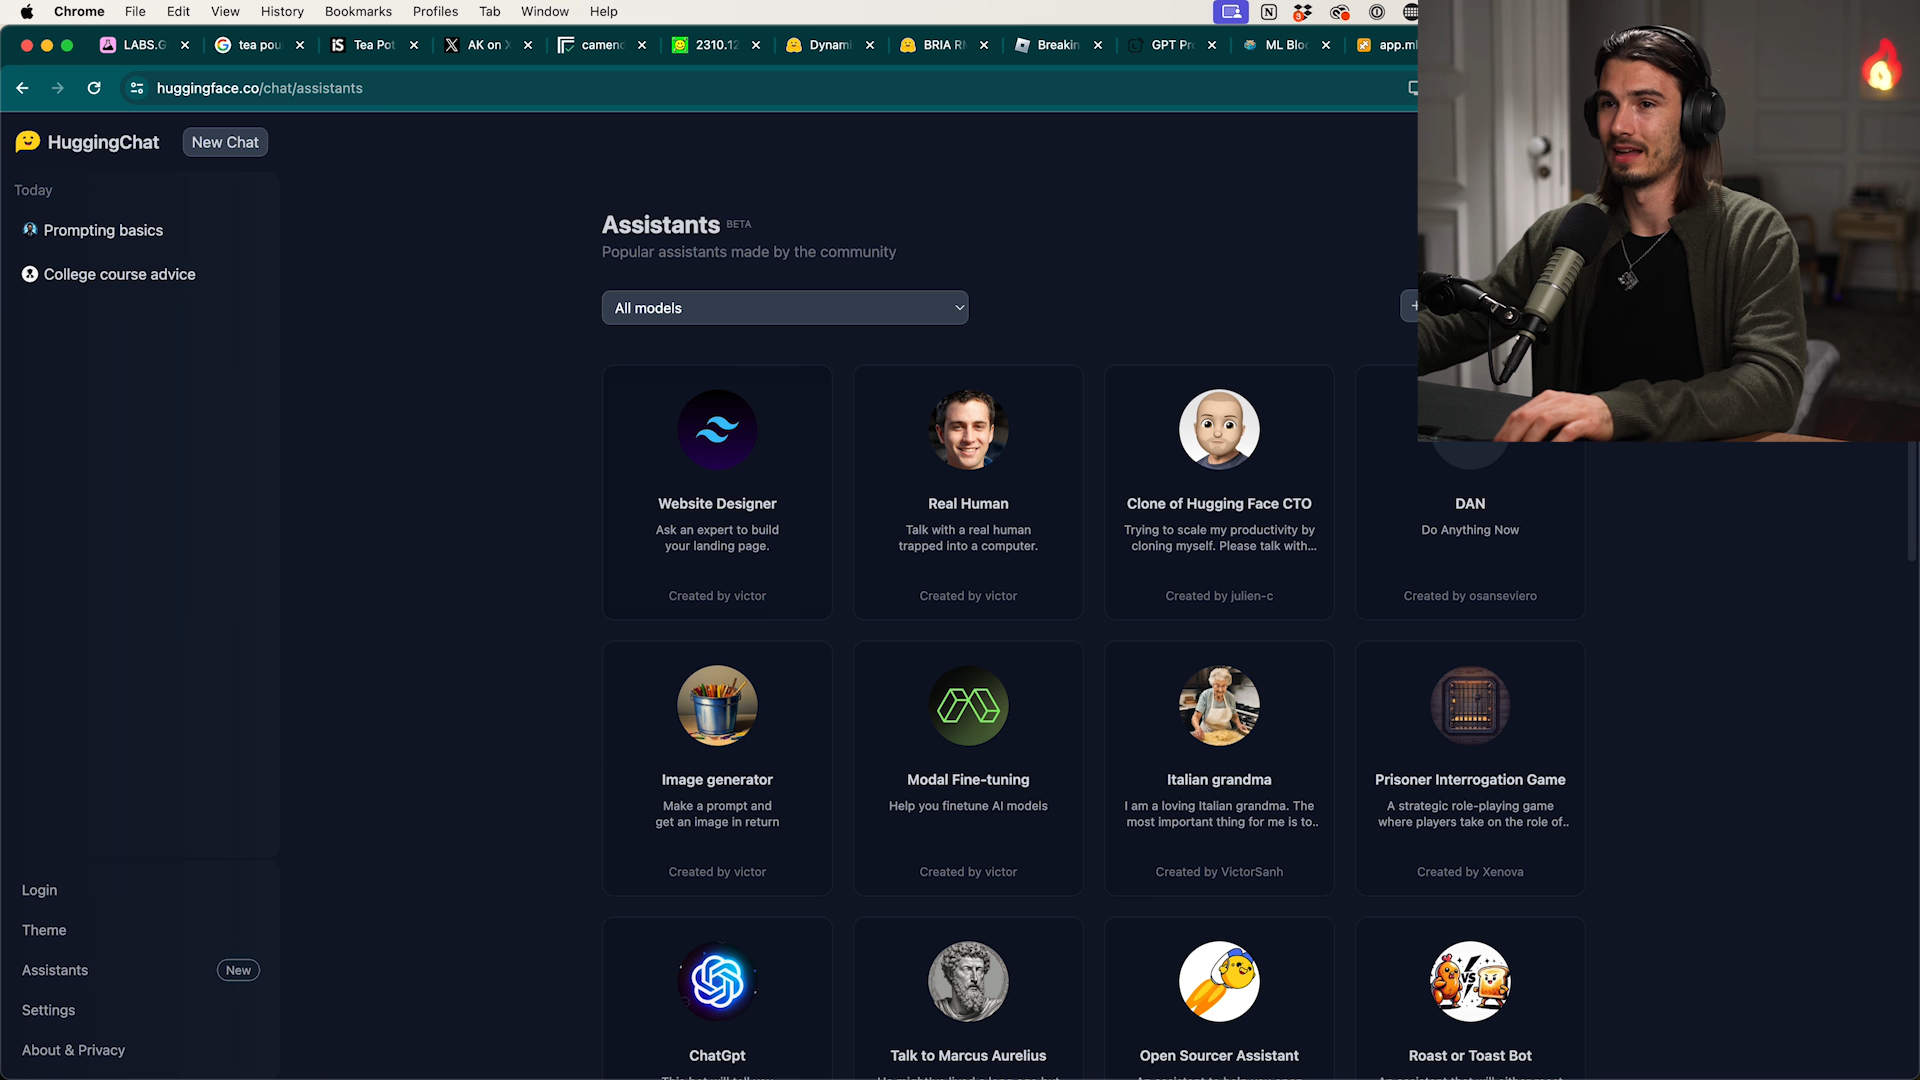 Chrome File Edit View History Bookmarks Profiles Tab Window Help
LABS.G tea pou Tea Pot AK on camen 2310.12 Dynami BRIA R Breakin GPT Pr ML Blo app.ml
huggingface.co/chat/assistants
HuggingChat
New Chat
Today
Prompting basics
College course advice
Assistants BETA
Popular assistants made by the community
All models
Website Designer
Ask an expert to build
your landing page.
Created by victor
Real Human
Talk with a real human
trapped into a computer.
Created by victor
Clone of Hugging Face CTO
Trying to scale my productivity by
cloning myself. Please talk with...
Created by julien-c
DAN
Do Anything Now
Created by osanseviero
Image generator
Make a prompt and
get an image in return
Created by victor
Modal Fine-tuning
Help you finetune AI models
Created by victor
Italian grandma
I am a loving Italian grandma. The
most important thing for me is to..
Created by VictorSanh
Prisoner Interrogation Game
A strategic role-playing game
where players take on the role of..
Created by Xenova
ChatGpt
Talk to Marcus Aurelius
Open Sourcer Assistant
Roast or Toast Bot
VS
Login
Theme
Assistants New
Settings
About & Privacy